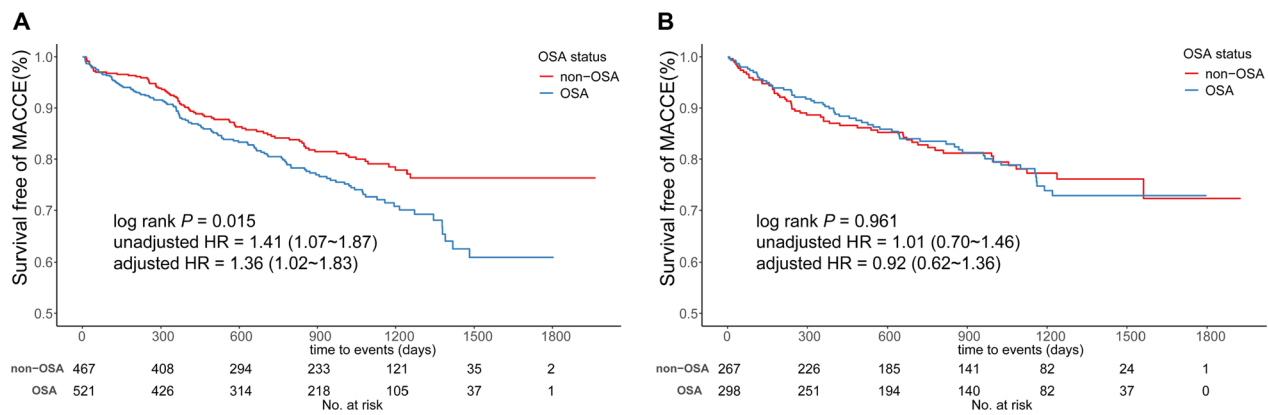 A
Survival free of MACCE(%)
1.0
0.9
0.8
0.7
0.6
0.5
OSA status
non−OSA
OSA
log rank P = 0.015
unadjusted HR = 1.41 (1.07~1.87)
adjusted HR = 1.36 (1.02~1.83)
0 300 600 900 1200 1500 1800
time to events (days)
non-OSA 467 408 294 233 121 35 2
OSA 521 426 314 218 105 37 1
No. at risk
B
Survival free of MACCE(%)
1.0
0.9
0.8
0.7
0.6
0.5
OSA status
non−OSA
OSA
log rank P = 0.961
unadjusted HR = 1.01 (0.70~1.46)
adjusted HR = 0.92 (0.62~1.36)
0 300 600 900 1200 1500 1800
time to events (days)
non-OSA 267 226 185 141 82 24 1
OSA 298 251 194 140 82 37 0
No. at risk